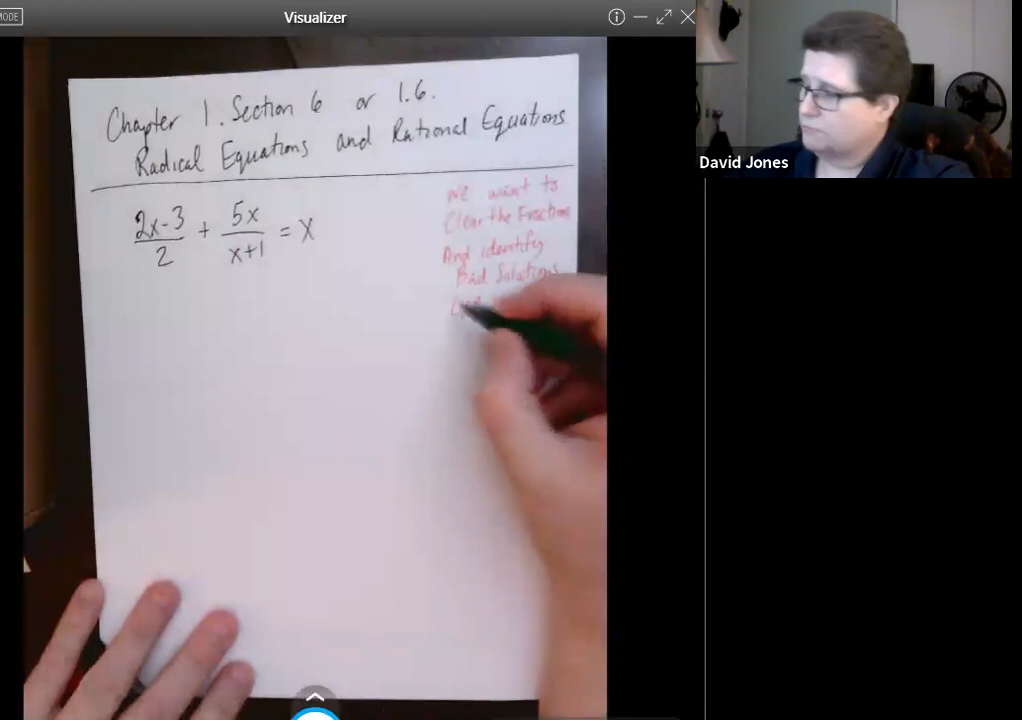 MODE
Visualizer
Chapter 1. Section 6 or 1.6.
Radical Equations and Rational Equations
(2x-3)/2 + 5x/(x+1) = x
we want to
Clear the Fractions
And identify
Bad Solutions
David Jones